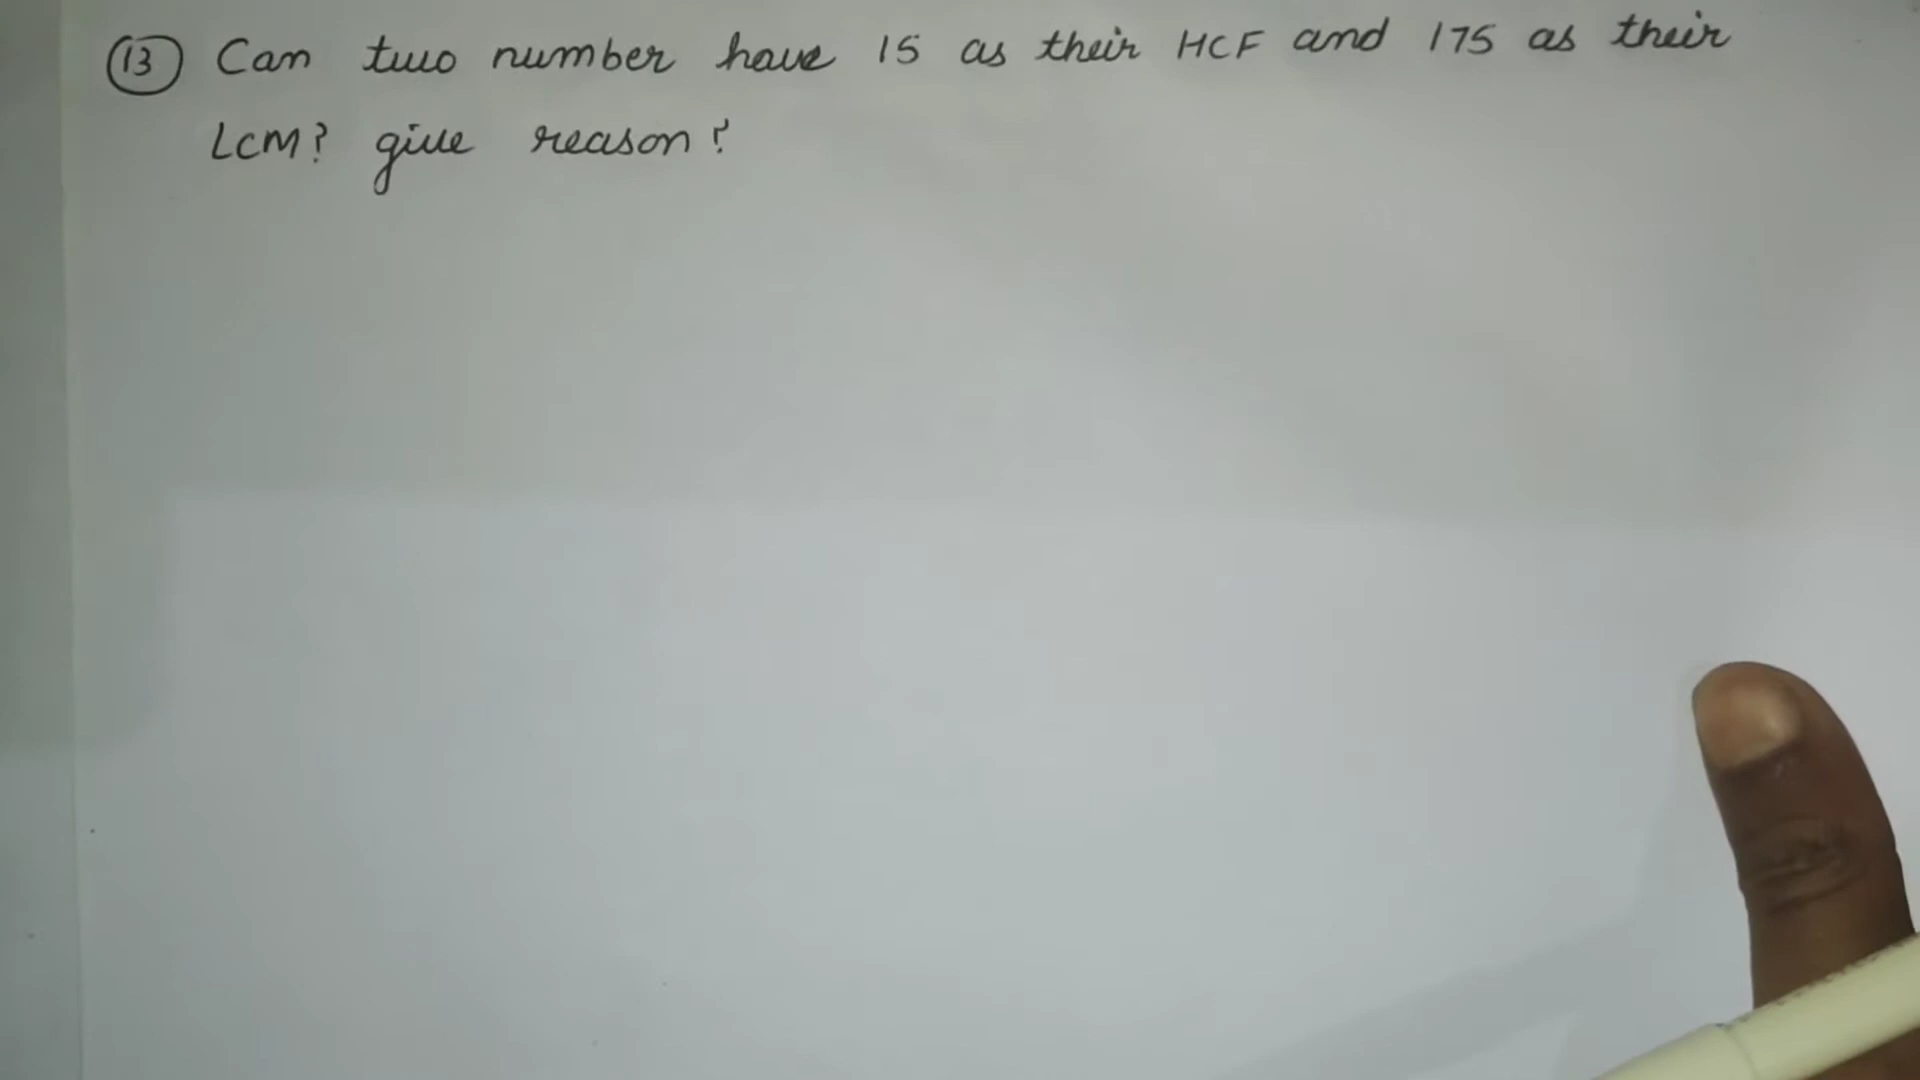 13 Can two number have 15 as their HCF and 175 as their
LCM? give reason?